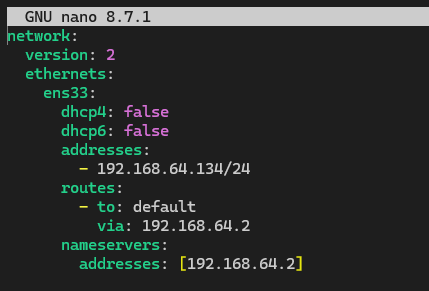 GNU nano 8.7.1
network:
  version: 2
  ethernets:
    ens33:
      dhcp4: false
      dhcp6: false
      addresses:
        - 192.168.64.134/24
      routes:
        - to: default
          via: 192.168.64.2
      nameservers:
        addresses: [192.168.64.2]